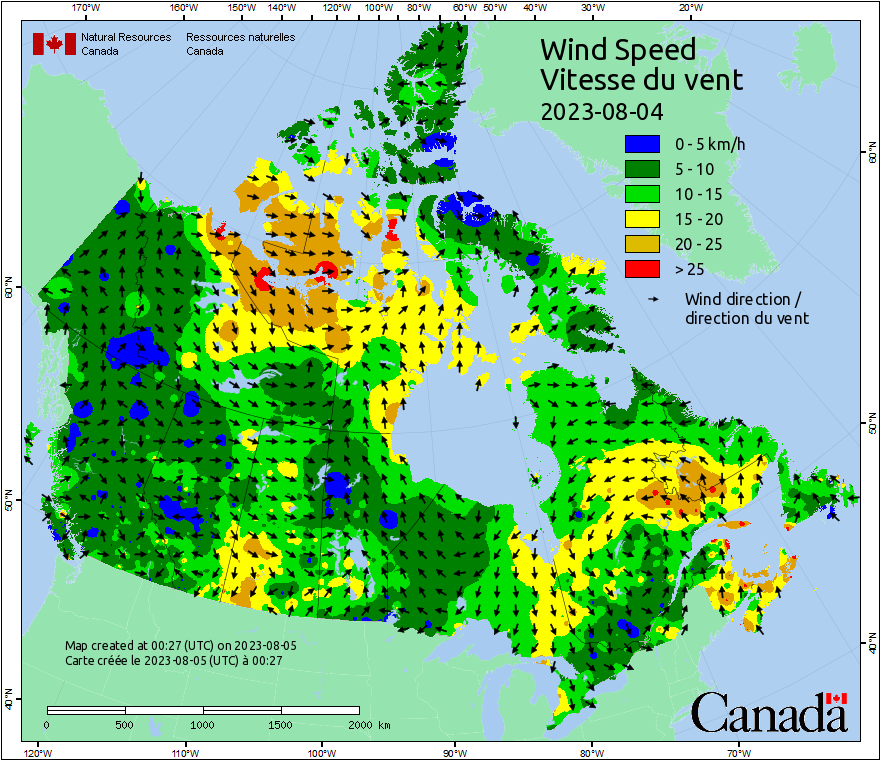 170°W 160°W 150°W 140°W 120°W 100°W 80°W 60°W 50°W 40°W 30°W 20°W
Natural Resources Ressources naturelles
Canada Canada
Wind Speed
Vitesse du vent
2023-08-04
0 - 5 km/h
5 - 10
10 - 15
15 - 20
20 - 25
> 25
Wind direction /
direction du vent
60°N
60°N
50°N
50°N
40°N
40°N
Map created at 00:27 (UTC) on 2023-08-05
Carte créée le 2023-08-05 (UTC) à 00:27
0 500 1000 1500 2000 km
Canada
120°W 110°W 100°W 90°W 80°W 70°W